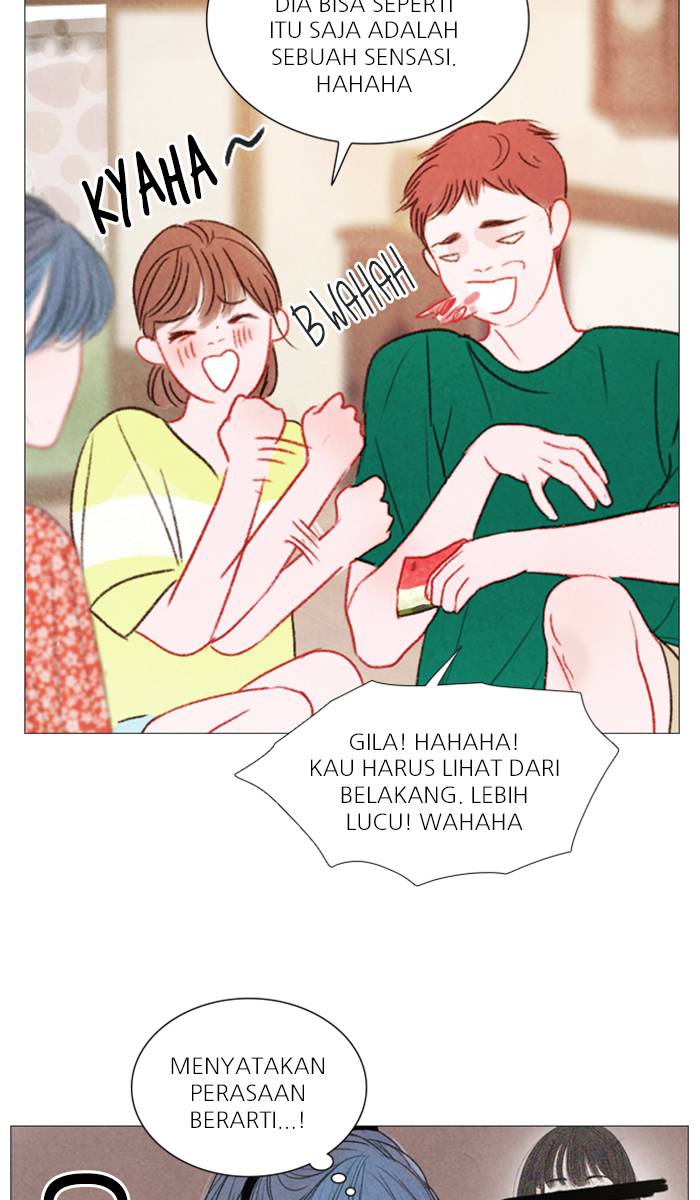 DIA BISA SEPERTI
ITU SAJA ADALAH
SEBUAH SENSASI.
HAHAHA
KYAHA~
BWAHAH
GILA! HAHAHA!
KAU HARUS LIHAT DARI
BELAKANG. LEBIH
LUCU! WAHAHA
MENYATAKAN
PERASAAN
BERARTI...!